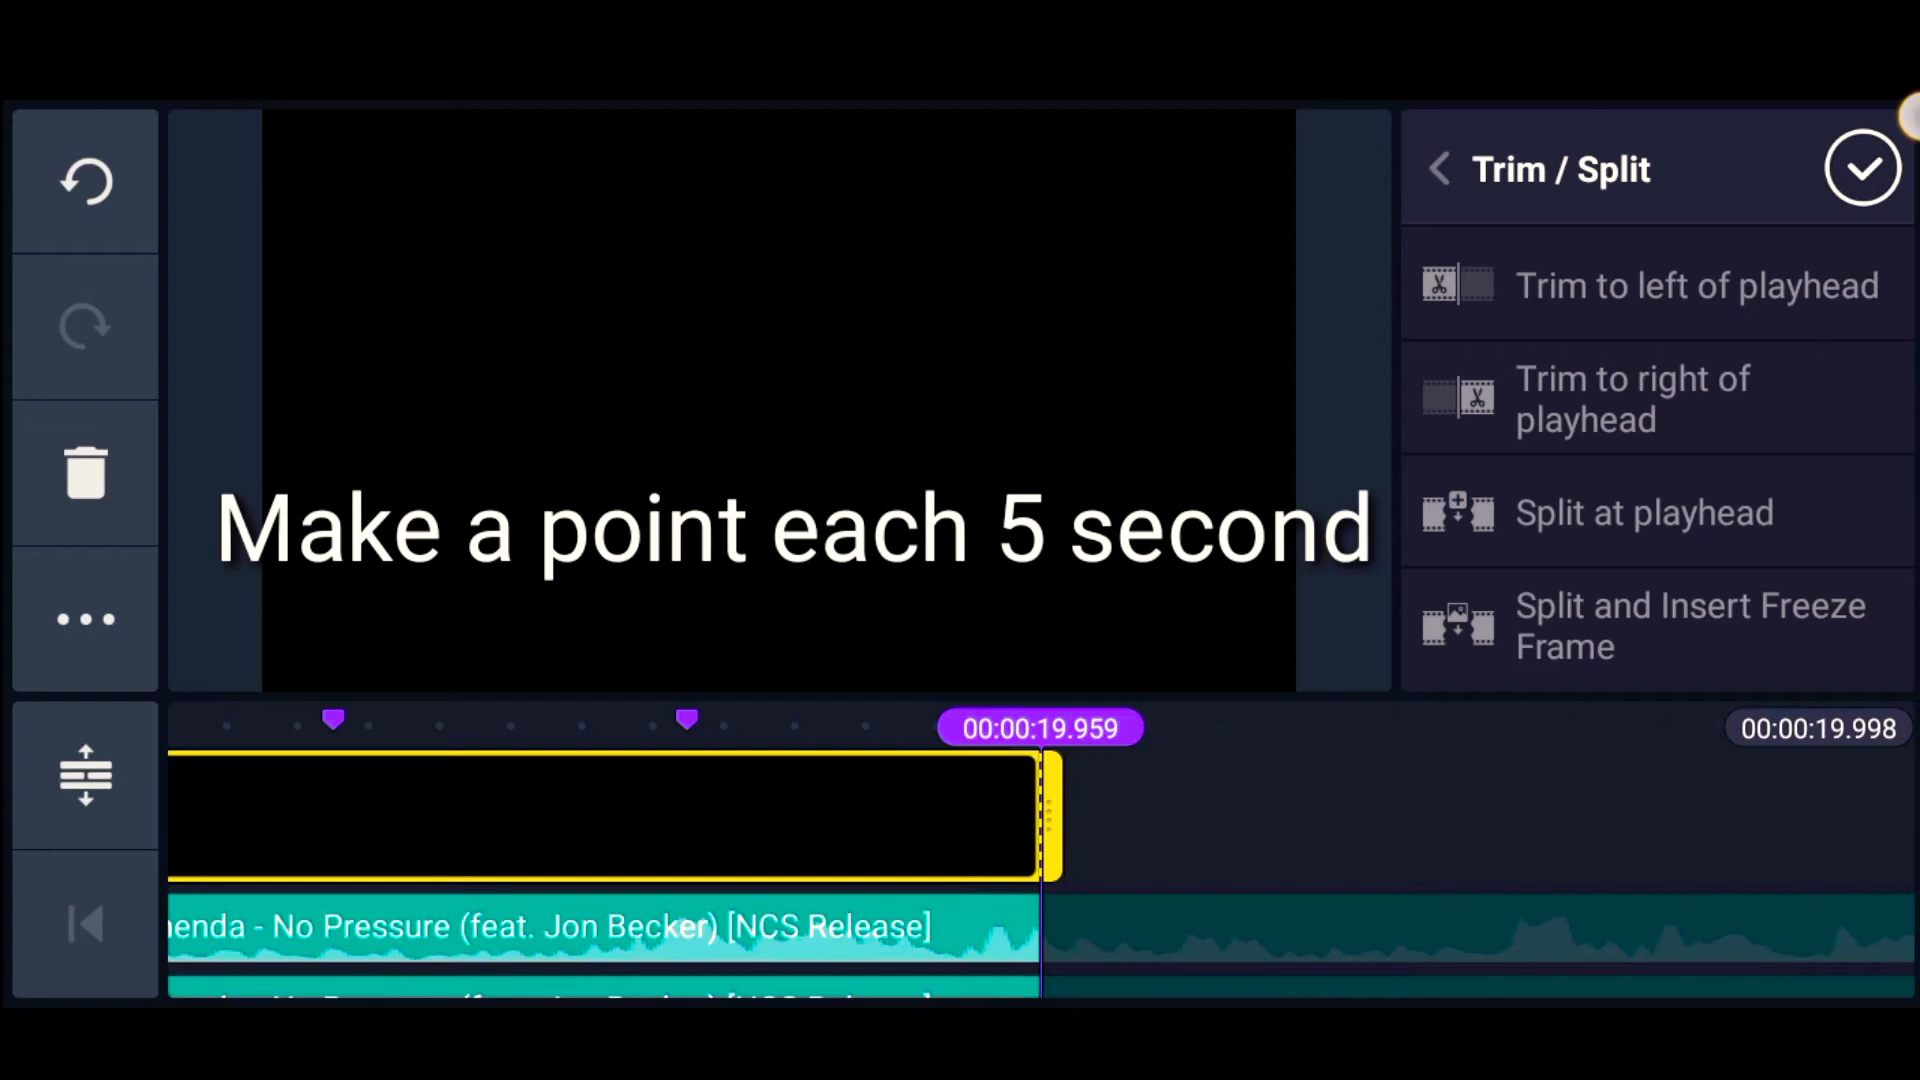 Trim / Split
Trim to left of playhead
Trim to right of
playhead
Split at playhead
Split and Insert Freeze
Frame
Make a point each 5 second
00:00:19.959
00:00:19.998
enda - No Pressure (feat. Jon Becker) [NCS Release]